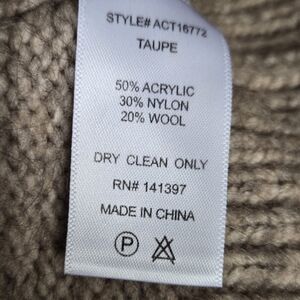 STYLE# ACT16772
TAUPE
50% ACRYLIC
30% NYLON
20% WOOL
DRY CLEAN ONLY
RN# 141397
MADE IN CHINA
P